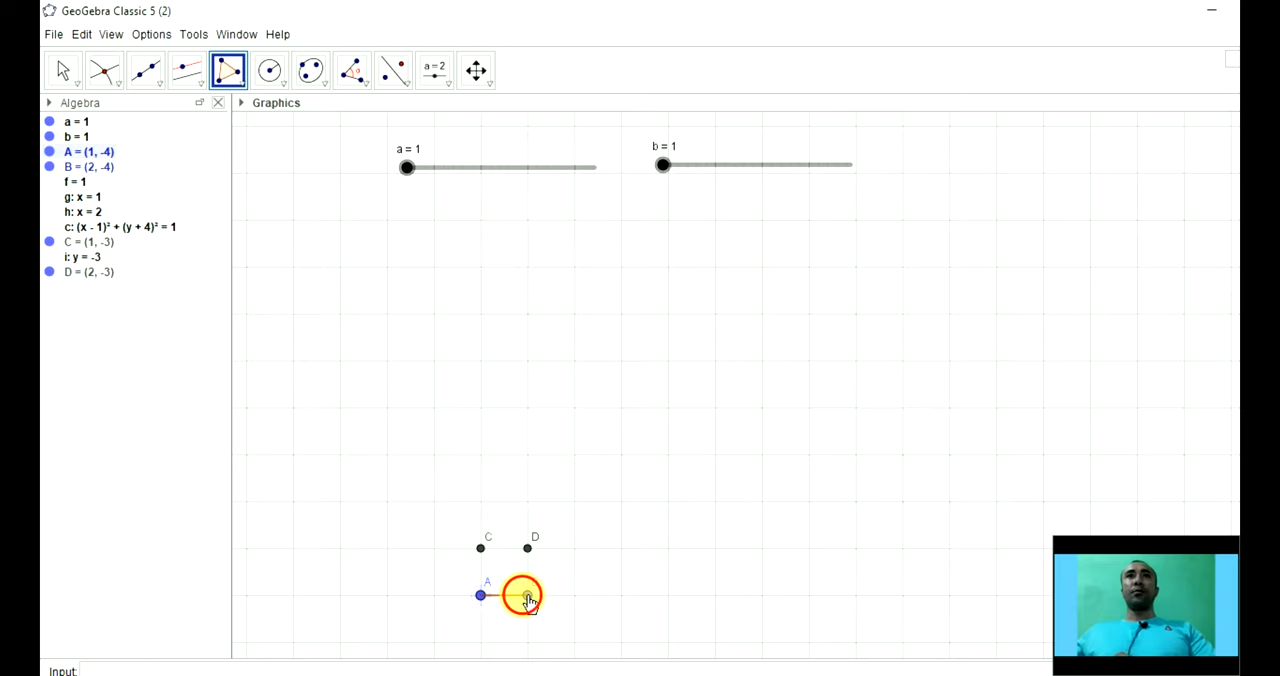 GeoGebra Classic 5 (2)
File Edit View Options Tools Window Help
a = 2
Algebra
Graphics
a = 1
b = 1
A = (1, -4)
B = (2, -4)
f = 1
g: x = 1
h: x = 2
c: (x - 1)² + (y + 4)² = 1
C = (1, -3)
i: y = -3
D = (2, -3)
a = 1
b = 1
C
D
A
Input: